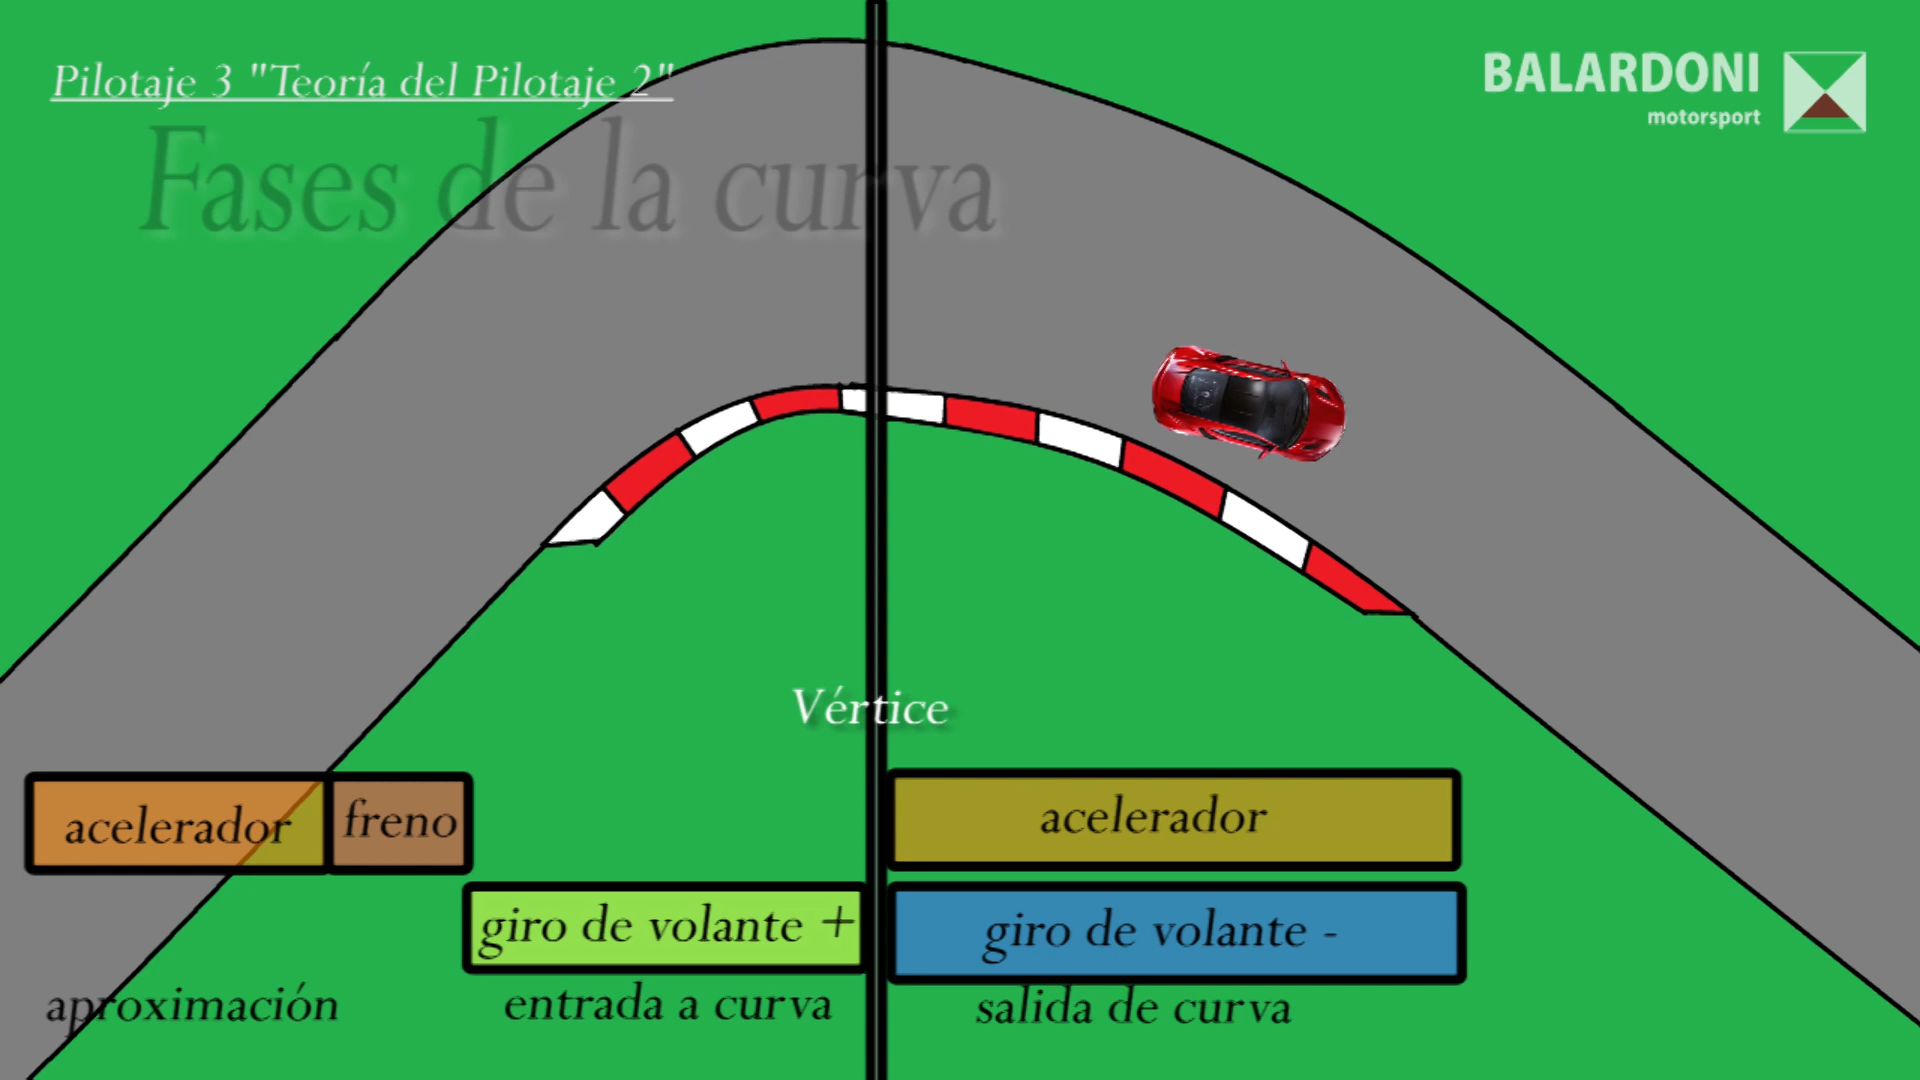 Pilotaje 3 "Teoría del Pilotaje 2"
BALARDONI
motorsport
Fases de la curva
Vértice
acelerador
freno
acelerador
giro de volante +
giro de volante -
aproximación
entrada a curva
salida de curva